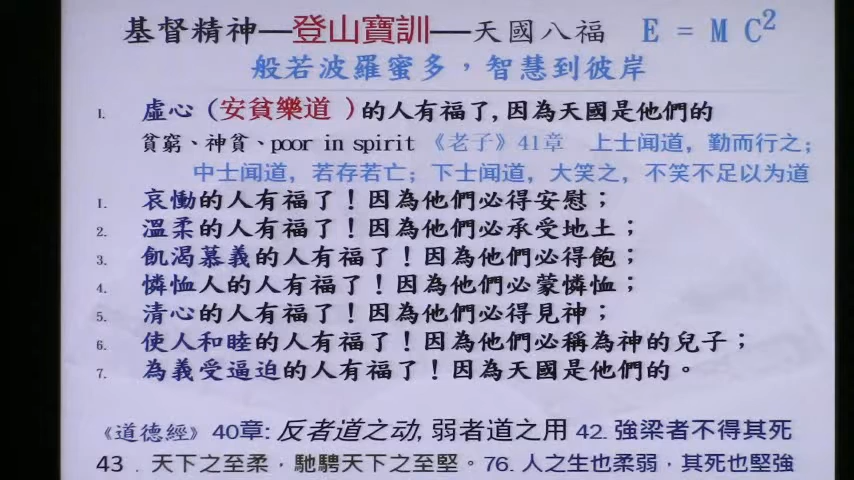 基督精神—登山寶訓—天國八福 E = M C²
般若波羅蜜多，智慧到彼岸
1. 虛心（安貧樂道）的人有福了,因為天國是他們的
貧窮、神貧、poor in spirit《老子》41章 上士闻道，勤而行之；
中士闻道，若存若亡；下士闻道，大笑之，不笑不足以为道
1. 哀慟的人有福了！因為他們必得安慰；
2. 溫柔的人有福了！因為他們必承受地土；
3. 飢渴慕義的人有福了！因為他們必得飽；
4. 憐恤人的人有福了！因為他們必蒙憐恤；
5. 清心的人有福了！因為他們必得見神；
6. 使人和睦的人有福了！因為他們必稱為神的兒子；
7. 為義受逼迫的人有福了！因為天國是他們的。
《道德經》40章: 反者道之动, 弱者道之用 42. 強梁者不得其死
43．天下之至柔，馳騁天下之至堅。76. 人之生也柔弱，其死也堅強